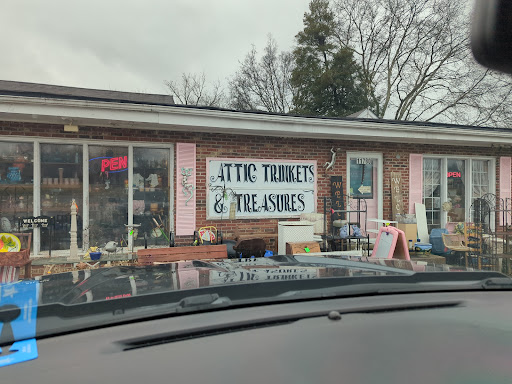 ATTIC TRINKETS
& TREASURES
OPEN
OPEN
WELCOME